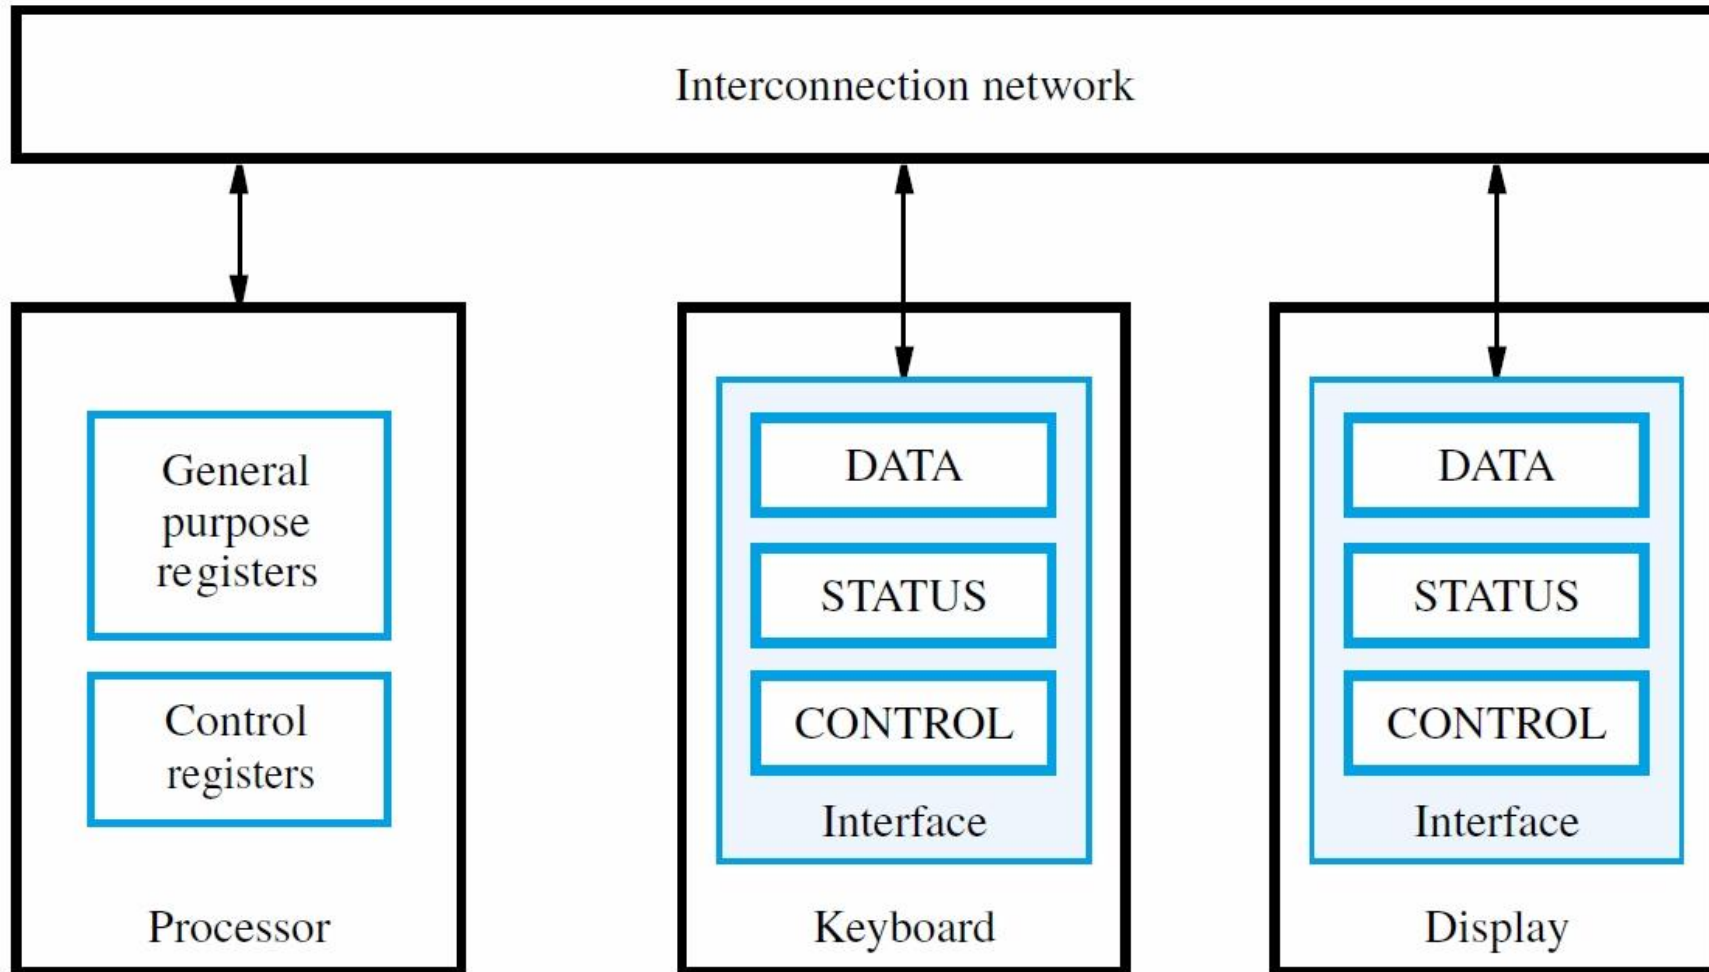 Interconnection network
General
purpose
registers
Control
registers
Processor
DATA
STATUS
CONTROL
Interface
Keyboard
DATA
STATUS
CONTROL
Interface
Display